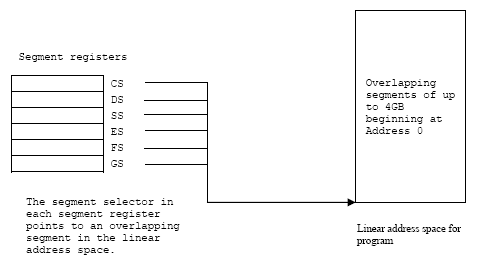 Segment registers
CS
DS
SS
ES
FS
GS
The segment selector in
each segment register
points to an overlapping
segment in the linear
address space.
Overlapping
segments of up
to 4GB
beginning at
Address 0
Linear address space for
program